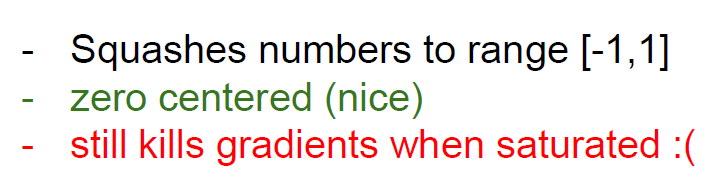 - Squashes numbers to range [-1,1]
- zero centered (nice)
- still kills gradients when saturated :(